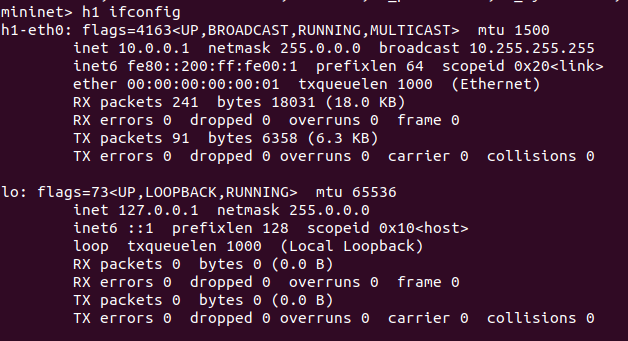 mininet> h1 ifconfig
h1-eth0: flags=4163<UP,BROADCAST,RUNNING,MULTICAST>  mtu 1500
        inet 10.0.0.1  netmask 255.0.0.0  broadcast 10.255.255.255
        inet6 fe80::200:ff:fe00:1  prefixlen 64  scopeid 0x20<link>
        ether 00:00:00:00:00:01  txqueuelen 1000  (Ethernet)
        RX packets 241  bytes 18031 (18.0 KB)
        RX errors 0  dropped 0  overruns 0  frame 0
        TX packets 91  bytes 6358 (6.3 KB)
        TX errors 0  dropped 0 overruns 0  carrier 0  collisions 0

lo: flags=73<UP,LOOPBACK,RUNNING>  mtu 65536
        inet 127.0.0.1  netmask 255.0.0.0
        inet6 ::1  prefixlen 128  scopeid 0x10<host>
        loop  txqueuelen 1000  (Local Loopback)
        RX packets 0  bytes 0 (0.0 B)
        RX errors 0  dropped 0  overruns 0  frame 0
        TX packets 0  bytes 0 (0.0 B)
        TX errors 0  dropped 0 overruns 0  carrier 0  collisions 0